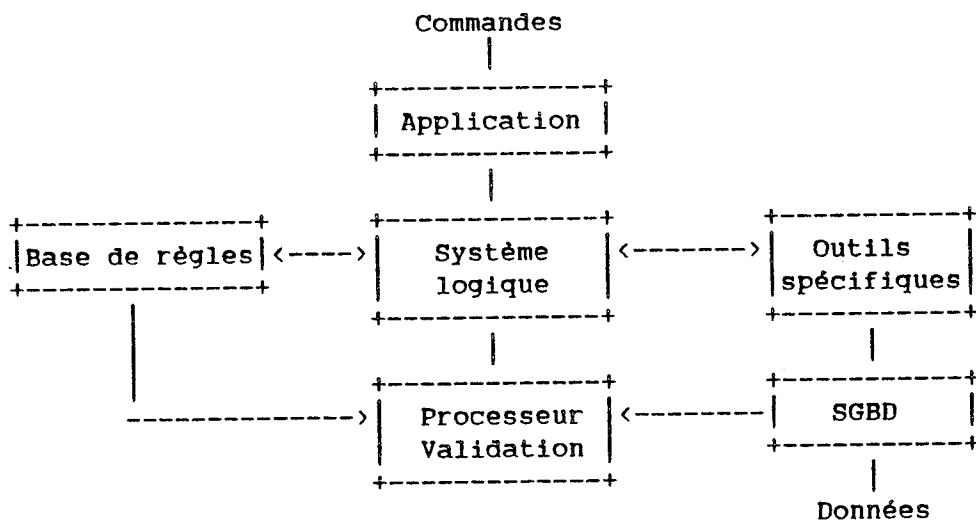 Commandes
Application
Base de règles
Système
logique
Outils
spécifiques
Processeur
Validation
SGBD
Données